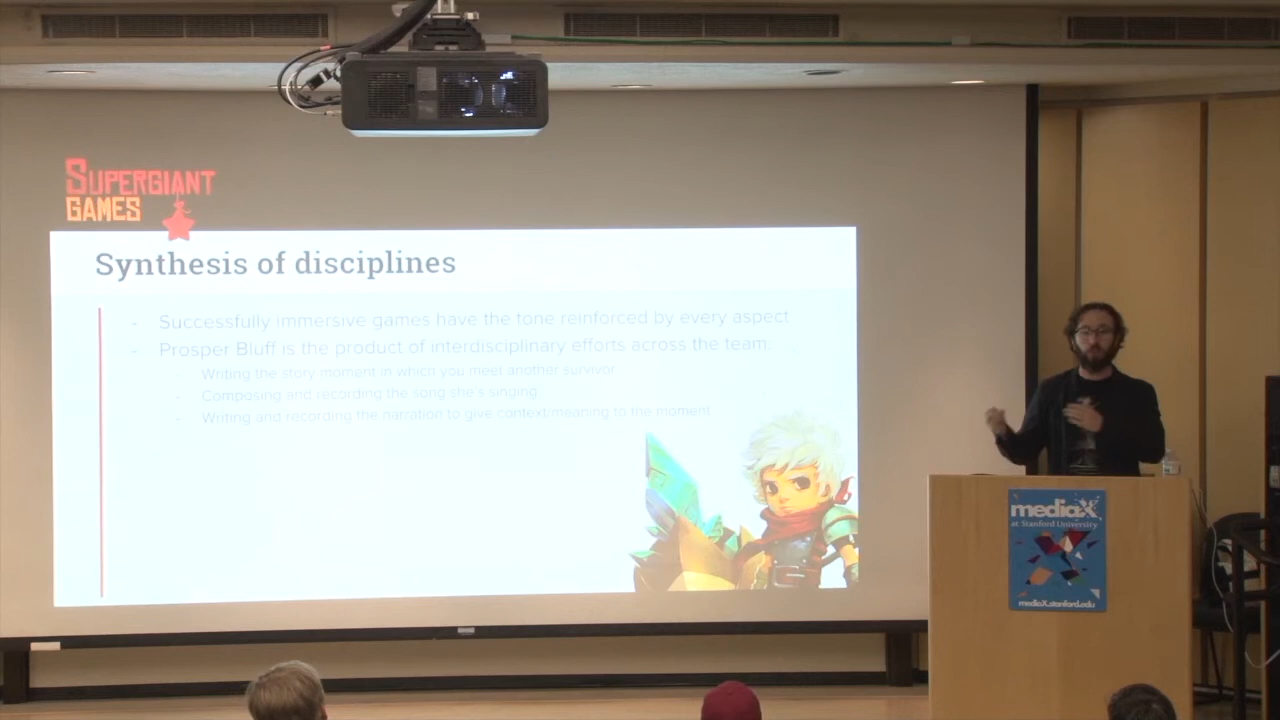 SUPERGIANT
GAMES
Synthesis of disciplines
- Successfully immersive games have the tone reinforced by every aspect
- Prosper Bluff is the product of interdisciplinary efforts across the team:
- Writing the story moment in which you meet another survivor
- Composing and recording the song she's singing
- Writing and recording the narration to give context/meaning to the moment
mediaX
at Stanford University
mediaX.stanford.edu